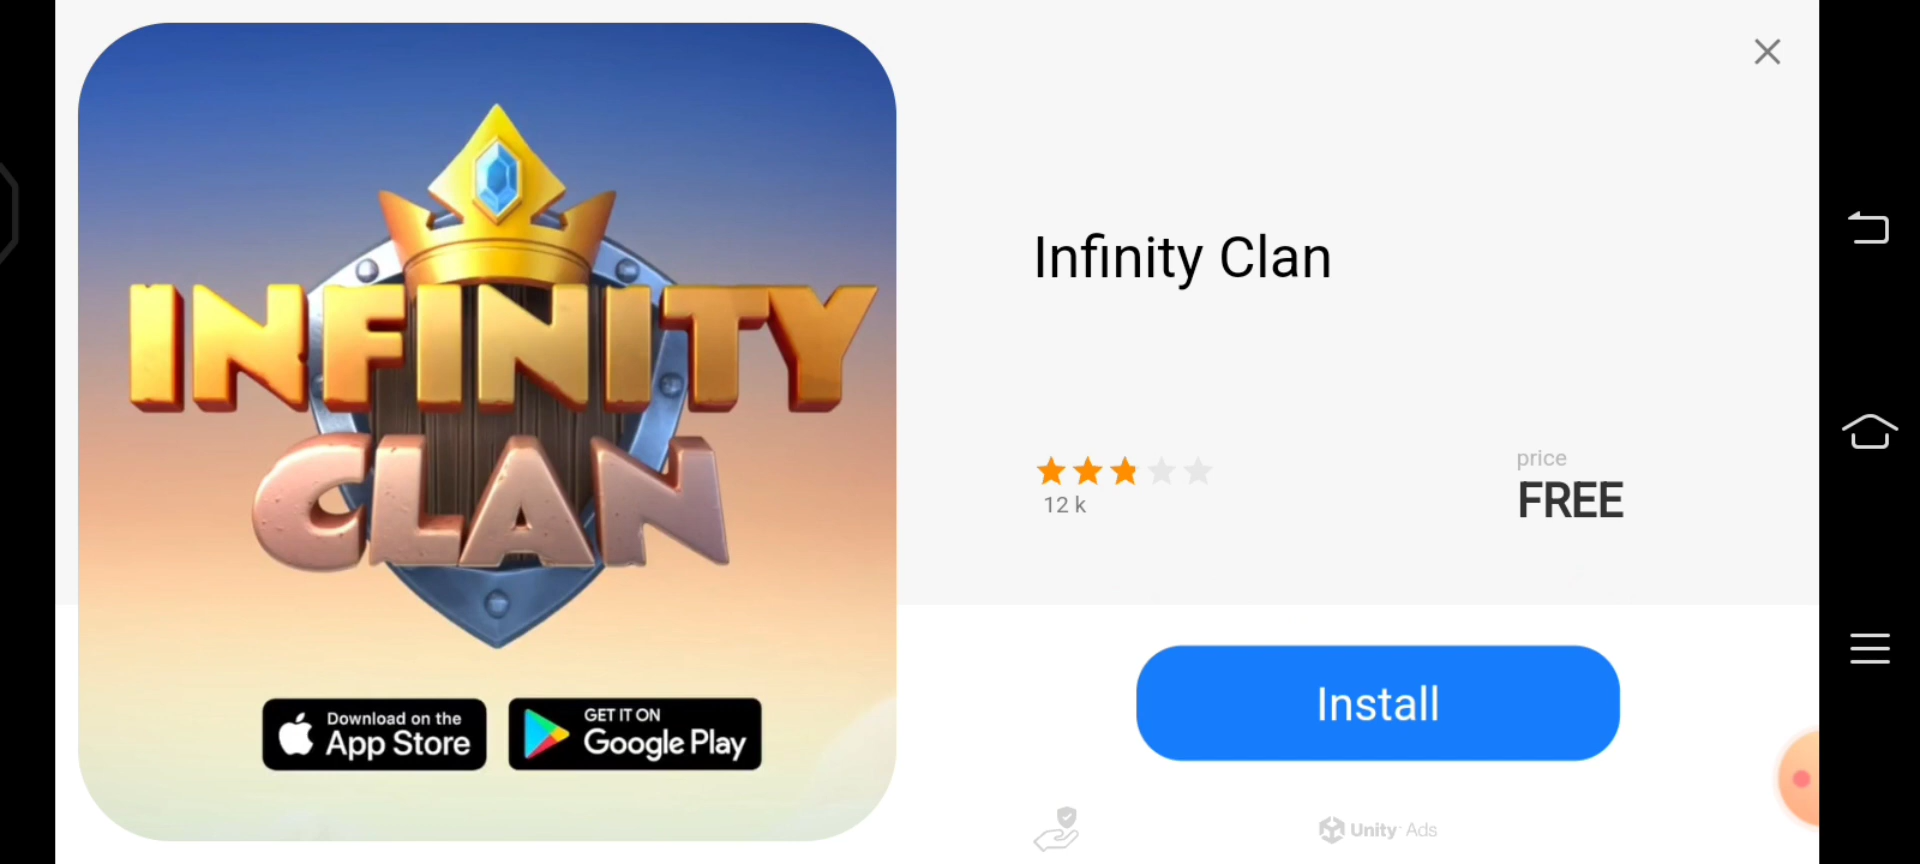 INFINITY
CLAN
Download on the
App Store
GET IT ON
Google Play
Infinity Clan
12 k
price
FREE
Install
Unity Ads